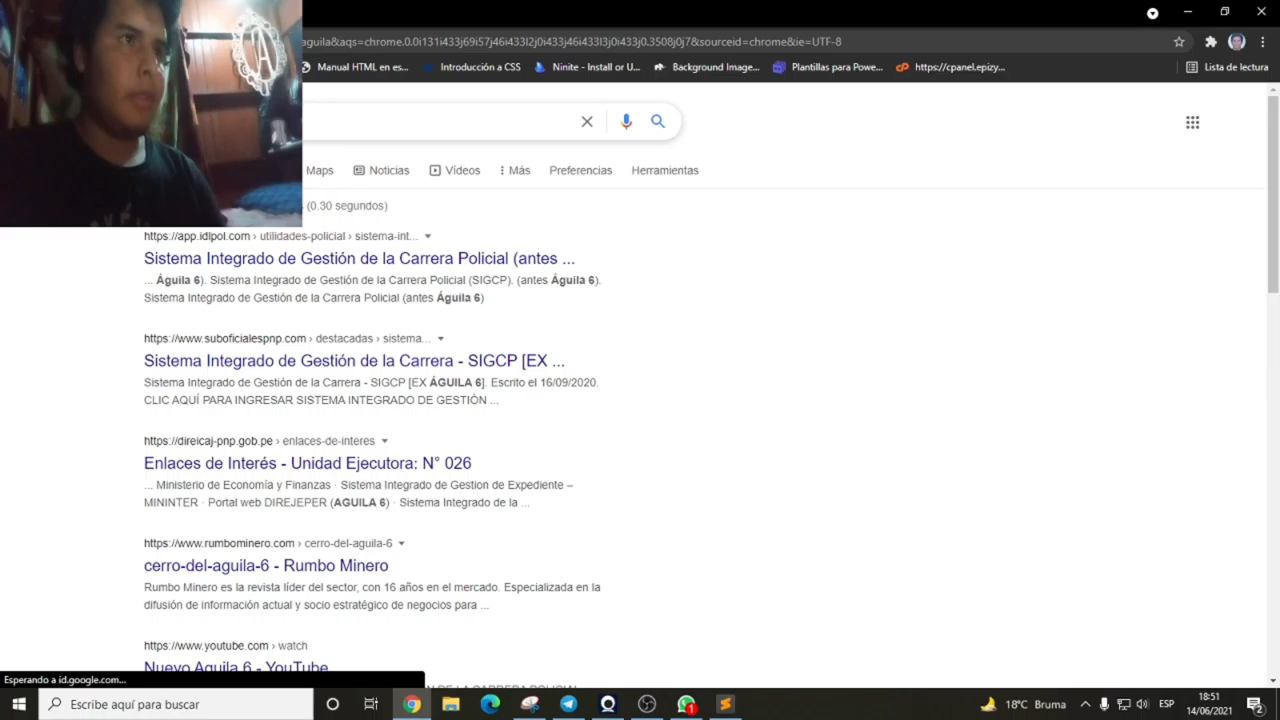 aguila&aqs=chrome.0.0i131i433j69i57j46i433l2j0i433j46i433l3j0i433j0.3508j0j7&sourceid=chrome&ie=UTF-8
Manual HTML en es...
Introducción a CSS
Ninite - Install or U...
Background Image...
Plantillas para Powe...
https://cpanel.epizy...
Lista de lectura
Maps
Noticias
Vídeos
Más
Preferencias
Herramientas
(0.30 segundos)
https://app.idlpol.com › utilidades-policial › sistema-int...
Sistema Integrado de Gestión de la Carrera Policial (antes ...
... Águila 6). Sistema Integrado de Gestión de la Carrera Policial (SIGCP). (antes Águila 6).
Sistema Integrado de Gestión de la Carrera Policial (antes Águila 6)
https://www.suboficialespnp.com › destacadas › sistema...
Sistema Integrado de Gestión de la Carrera - SIGCP [EX ...
Sistema Integrado de Gestión de la Carrera - SIGCP [EX ÁGUILA 6]. Escrito el 16/09/2020.
CLIC AQUÍ PARA INGRESAR SISTEMA INTEGRADO DE GESTIÓN ...
https://direicaj-pnp.gob.pe › enlaces-de-interes
Enlaces de Interés - Unidad Ejecutora: N° 026
... Ministerio de Economía y Finanzas · Sistema Integrado de Gestion de Expediente –
MININTER · Portal web DIREJEPER (AGUILA 6) · Sistema Integrado de la ...
https://www.rumbominero.com › cerro-del-aguila-6
cerro-del-aguila-6 - Rumbo Minero
Rumbo Minero es la revista líder del sector, con 16 años en el mercado. Especializada en la
difusión de información actual y socio estratégico de negocios para ...
https://www.youtube.com › watch
Nuevo Aguila 6 - YouTube
Esperando a id.google.com...
Y DE LA CARRERA POLICIAL
Escribe aquí para buscar
1
18°C Bruma
ESP
18:51
14/06/2021
2